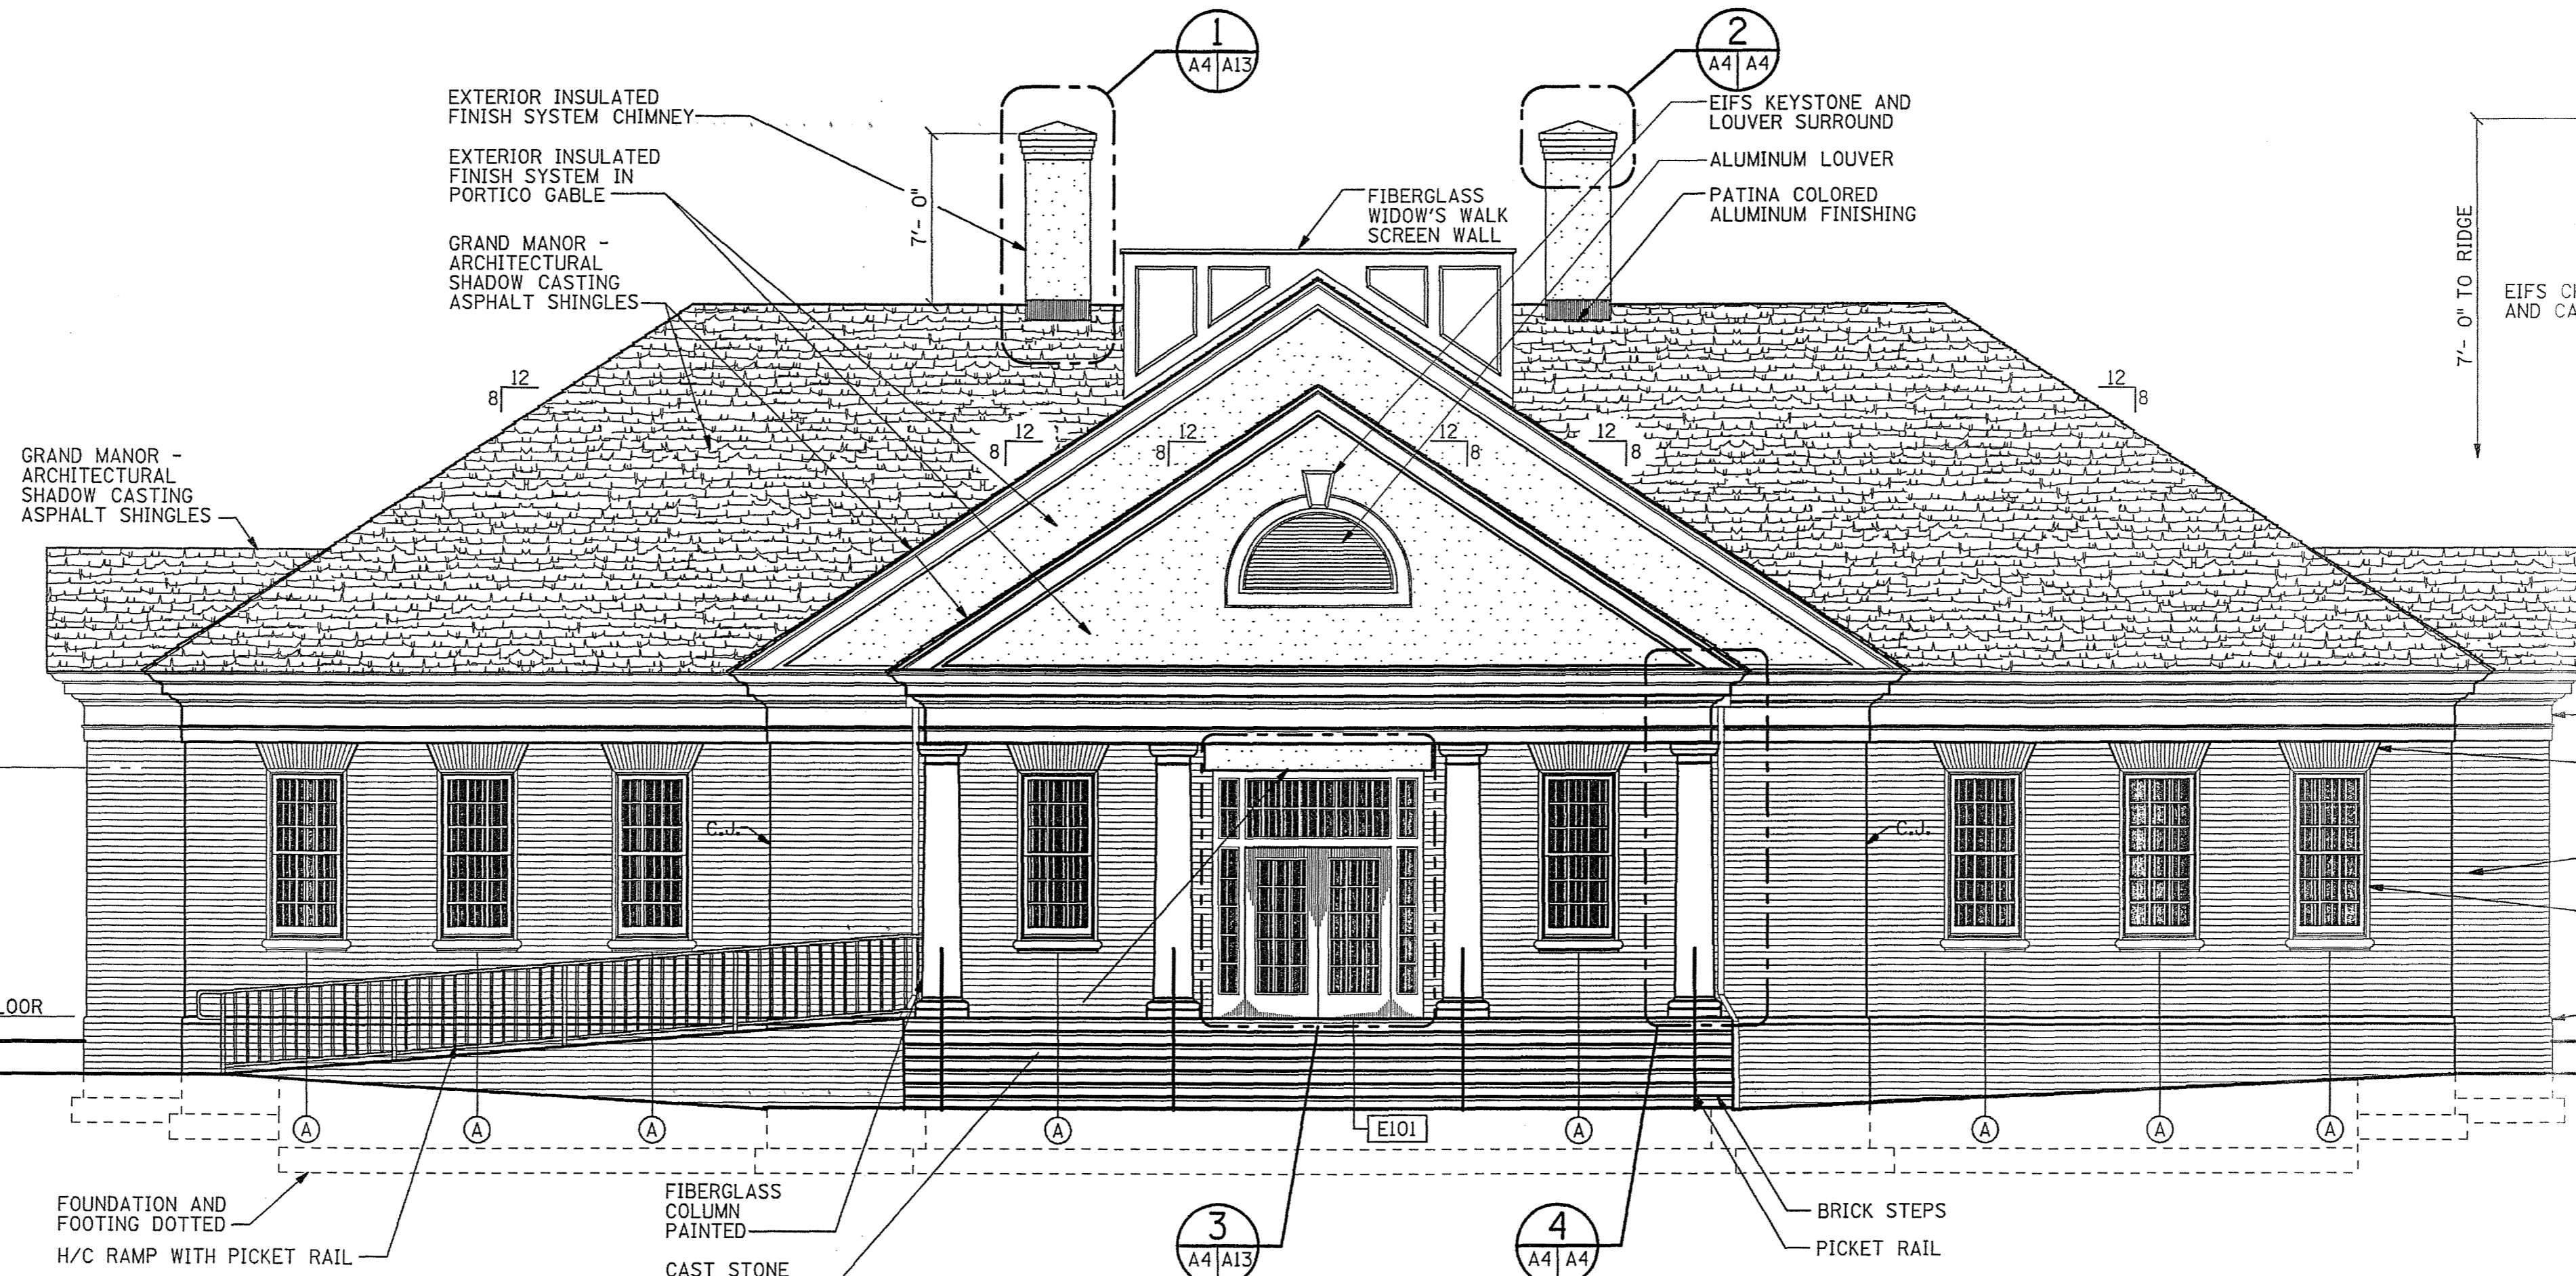 1
A4 A13
2
A4 A4
EXTERIOR INSULATED
FINISH SYSTEM CHIMNEY
EXTERIOR INSULATED
FINISH SYSTEM IN
PORTICO GABLE
GRAND MANOR -
ARCHITECTURAL
SHADOW CASTING
ASPHALT SHINGLES
7'- 0"
FIBERGLASS
WIDOW'S WALK
SCREEN WALL
EIFS KEYSTONE AND
LOUVER SURROUND
ALUMINUM LOUVER
PATINA COLORED
ALUMINUM FINISHING
7'- 0" TO RIDGE
EIFS C
AND CA
12
8
12
8
12
8
12
8
12
8
12
8
GRAND MANOR -
ARCHITECTURAL
SHADOW CASTING
ASPHALT SHINGLES
C.J.
C.J.
LOOR
A
A
A
A
E101
A
A
A
A
FOUNDATION AND
FOOTING DOTTED
H/C RAMP WITH PICKET RAIL
FIBERGLASS
COLUMN
PAINTED
CAST STONE
3
A4 A13
4
A4 A4
BRICK STEPS
PICKET RAIL